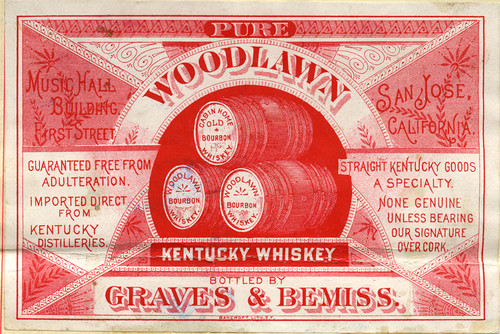 PURE
WOODLAWN
MUSIC HALL
BUILDING
FIRST STREET
SAN JOSE,
CALIFORNIA.
CABIN HOME
OLD
BOURBON
WHISKEY.
WOODLAWN
BOURBON
WHISKEY.
WOODLAWN
BOURBON
WHISKEY.
GUARANTEED FREE FROM
ADULTERATION.
IMPORTED DIRECT
FROM
KENTUCKY
DISTILLERIES.
STRAIGHT KENTUCKY GOODS
A SPECIALTY.
NONE GENUINE
UNLESS BEARING
OUR SIGNATURE
OVER CORK.
KENTUCKY WHISKEY
BOTTLED BY
GRAVES & BEMISS.
BANCROFT, LITH. S.F.